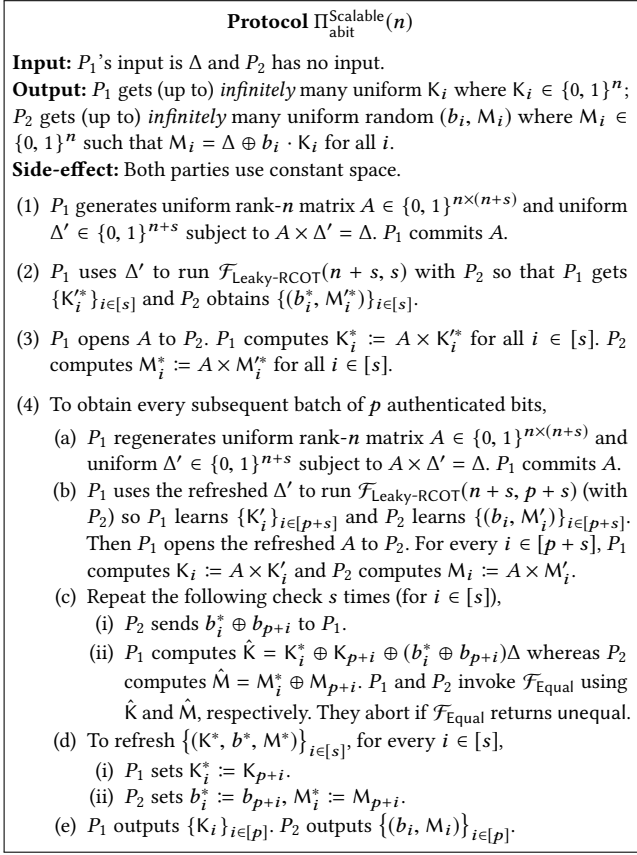 Protocol Π^Scalable_abit(n)
Input: P₁'s input is Δ and P₂ has no input.
Output: P₁ gets (up to) infinitely many uniform Kᵢ where Kᵢ ∈ {0, 1}ⁿ;
P₂ gets (up to) infinitely many uniform random (bᵢ, Mᵢ) where Mᵢ ∈
{0, 1}ⁿ such that Mᵢ = Δ ⊕ bᵢ · Kᵢ for all i.
Side-effect: Both parties use constant space.
(1) P₁ generates uniform rank-n matrix A ∈ {0, 1}^{n×(n+s)} and uniform
Δ′ ∈ {0, 1}^{n+s} subject to A × Δ′ = Δ. P₁ commits A.
(2) P₁ uses Δ′ to run ℱ_Leaky-RCOT(n + s, s) with P₂ so that P₁ gets
{K′*ᵢ}_{i∈[s]} and P₂ obtains {(b*ᵢ, M′*ᵢ)}_{i∈[s]}.
(3) P₁ opens A to P₂. P₁ computes K*ᵢ ≔ A × K′*ᵢ for all i ∈ [s]. P₂
computes M*ᵢ ≔ A × M′*ᵢ for all i ∈ [s].
(4) To obtain every subsequent batch of p authenticated bits,
(a) P₁ regenerates uniform rank-n matrix A ∈ {0, 1}^{n×(n+s)} and
uniform Δ′ ∈ {0, 1}^{n+s} subject to A × Δ′ = Δ. P₁ commits A.
(b) P₁ uses the refreshed Δ′ to run ℱ_Leaky-RCOT(n + s, p + s) (with
P₂) so P₁ learns {K′ᵢ}_{i∈[p+s]} and P₂ learns {(bᵢ, M′ᵢ)}_{i∈[p+s]}.
Then P₁ opens the refreshed A to P₂. For every i ∈ [p + s], P₁
computes Kᵢ ≔ A × K′ᵢ and P₂ computes Mᵢ ≔ A × M′ᵢ.
(c) Repeat the following check s times (for i ∈ [s]),
(i) P₂ sends b*ᵢ ⊕ b_{p+i} to P₁.
(ii) P₁ computes K̂ = K*ᵢ ⊕ K_{p+i} ⊕ (b*ᵢ ⊕ b_{p+i})Δ whereas P₂
computes M̂ = M*ᵢ ⊕ M_{p+i}. P₁ and P₂ invoke ℱ_Equal using
K̂ and M̂, respectively. They abort if ℱ_Equal returns unequal.
(d) To refresh {(K*, b*, M*)}_{i∈[s]}, for every i ∈ [s],
(i) P₁ sets K*ᵢ ≔ K_{p+i}.
(ii) P₂ sets b*ᵢ ≔ b_{p+i}, M*ᵢ ≔ M_{p+i}.
(e) P₁ outputs {Kᵢ}_{i∈[p]}. P₂ outputs {(bᵢ, Mᵢ)}_{i∈[p]}.